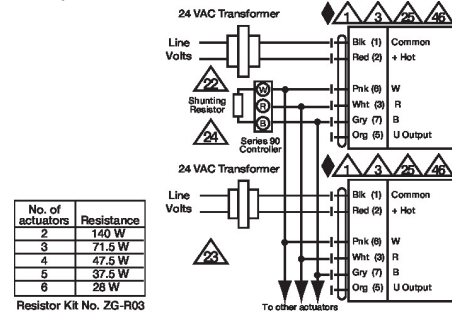 24 VAC Transformer
1 3 25 46
Line
Volts
Blk (1) Common
Red (2) + Hot
22
Shunting
Resistor
W
R
B
Pnk (6) W
Wht (3) R
Gry (7) B
Org (5) U Output
24
Series 90
Controller
24 VAC Transformer
1 3 25 46
Line
Volts
Blk (1) Common
Red (2) + Hot
23
Pnk (6) W
Wht (3) R
Gry (7) B
Org (5) U Output
To other actuators
No. of
actuators Resistance
2 140 W
3 71.5 W
4 47.5 W
5 37.5 W
6 28 W
Resistor Kit No. ZG-R03